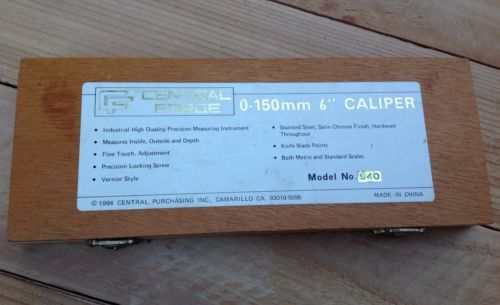 CENTRAL
FORGE
0-150mm 6" CALIPER
• Industrial High Quality Precision Measuring Instrument
• Measures Inside, Outside and Depth
• Fine Touch, Adjustment
• Precision Locking Screw
• Vernier Style
• Stainless Steel, Satin Chrome Finish, Hardened
Throughout
• Knife Blade Points
• Both Metric and Standard Scales
Model No. 940
© 1984 CENTRAL PURCHASING INC., CAMARILLO CA. 93010-5096
MADE IN CHINA